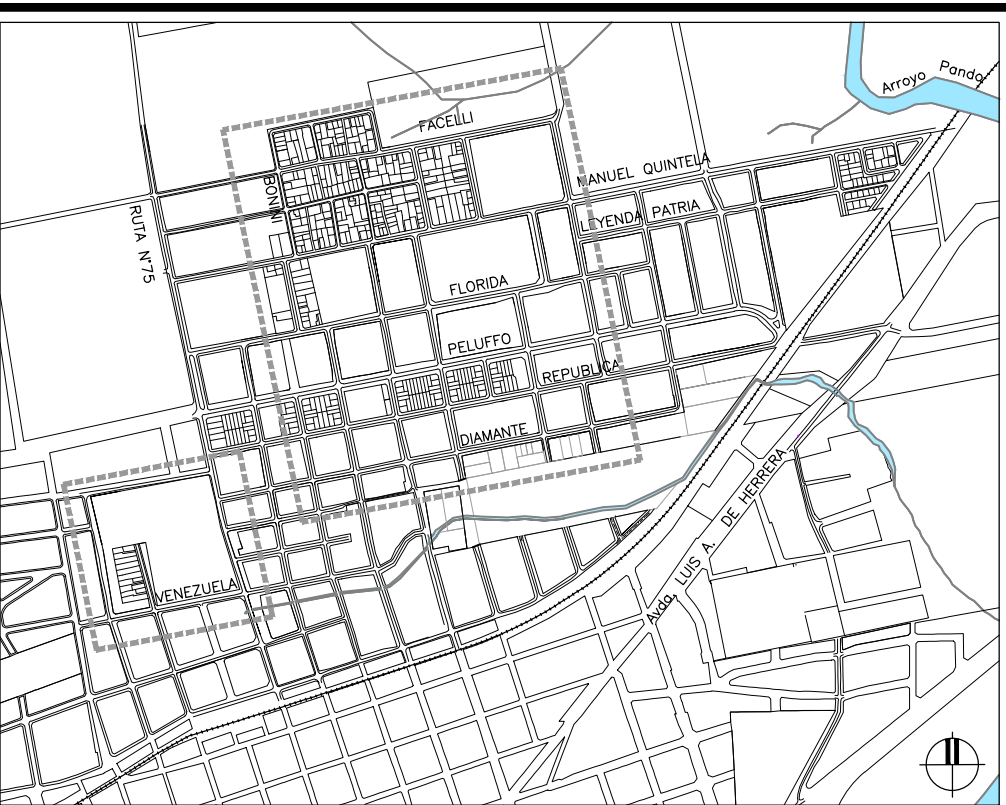 Arroyo Pando
FACELLI
MANUEL QUINTELA
BONINI
LEYENDA PATRIA
RUTA N°75
FLORIDA
PELUFFO
REPUBLICA
DIAMANTE
Avda. LUIS A. DE HERRERA
VENEZUELA